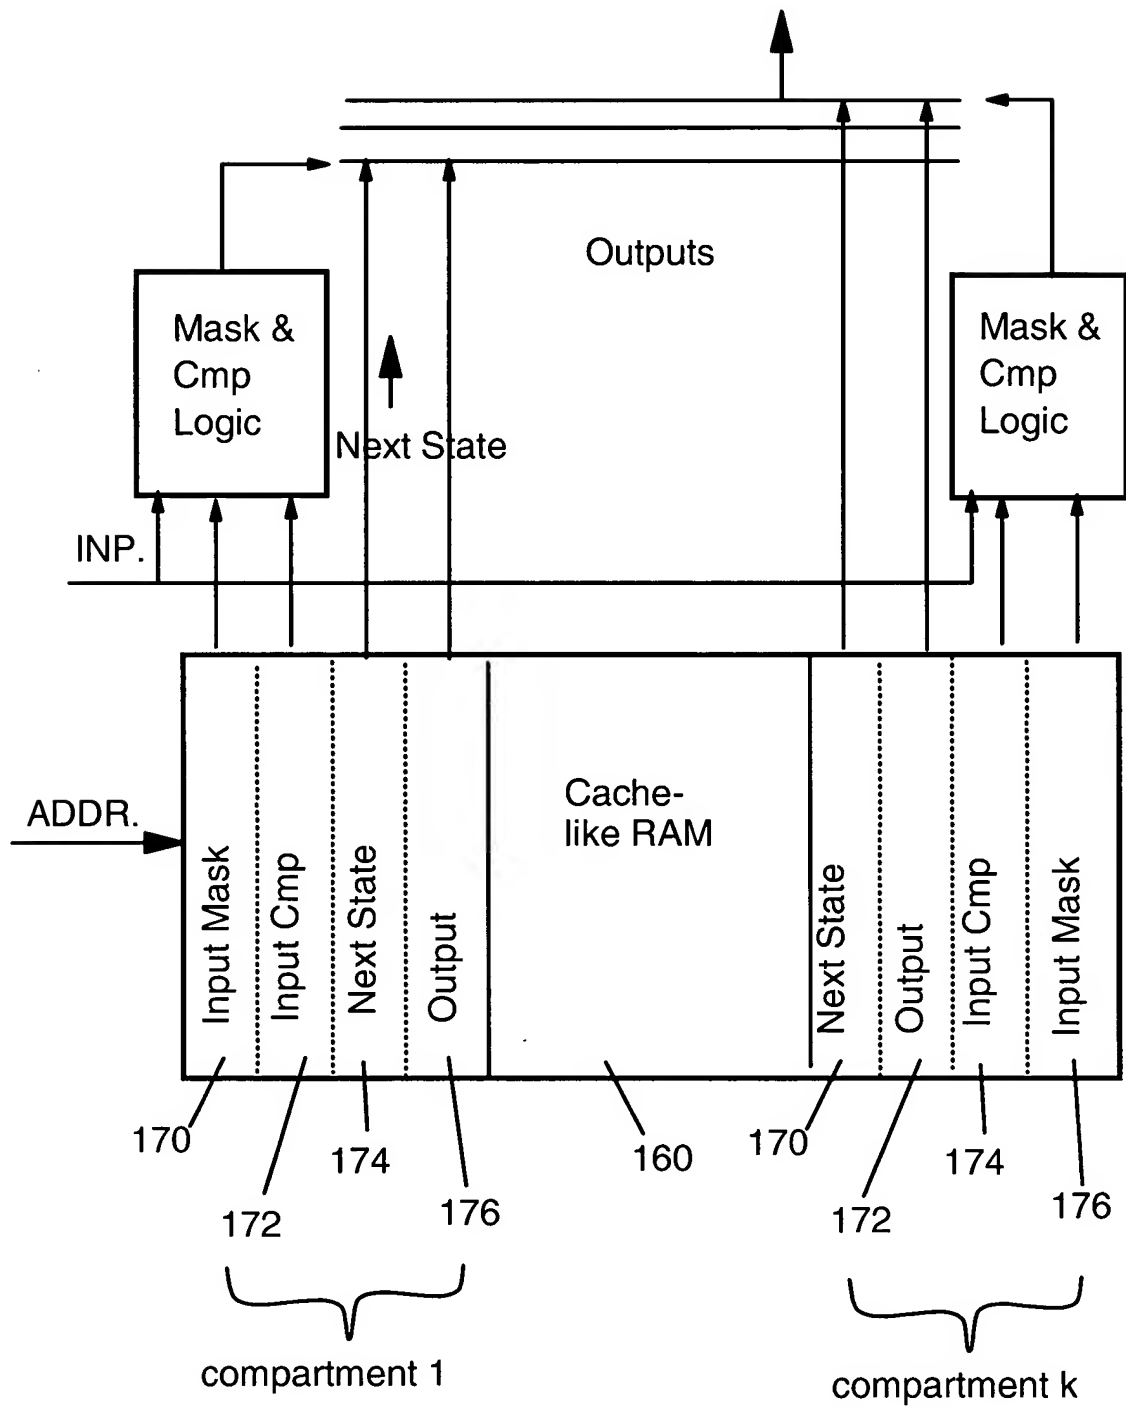 Outputs
Mask &
Cmp
Logic
Mask &
Cmp
Logic
Next State
INP.
ADDR.
Cache-
like RAM
Input Mask
Input Cmp
Next State
Output
Next State
Output
Input Cmp
Input Mask
170
172
174
176
160
170
172
174
176
compartment 1
compartment k